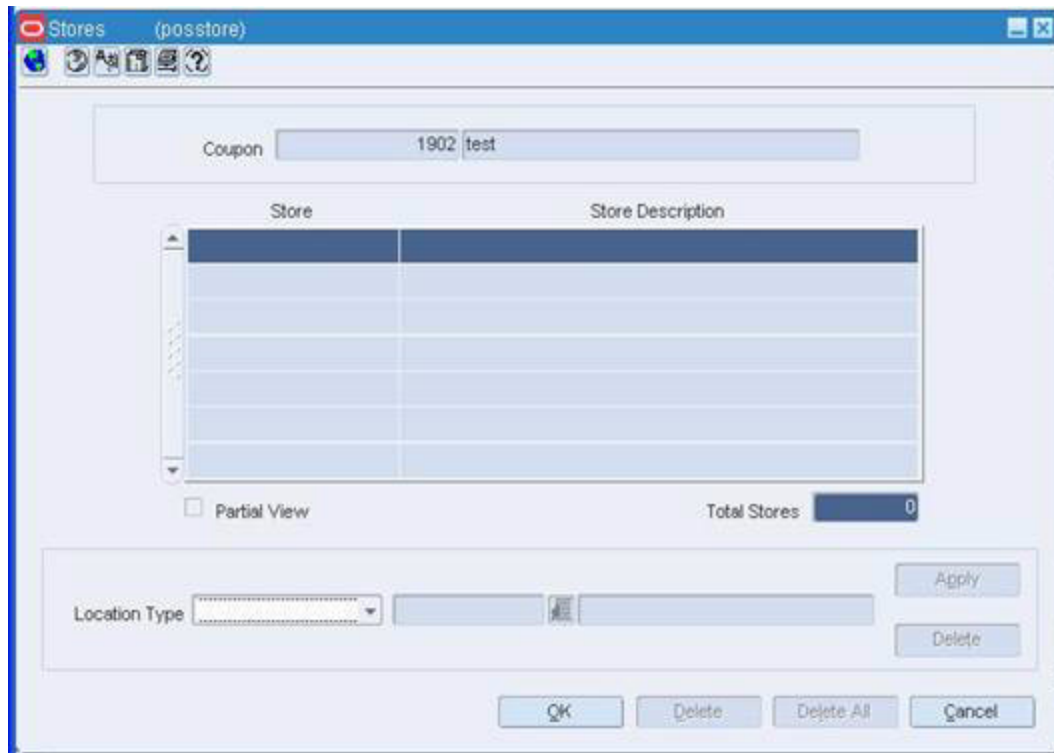 Stores (posstore)
Coupon 1902 test
Store Store Description
Partial View Total Stores 0
Apply
Location Type
Delete
OK Delete Delete All Cancel